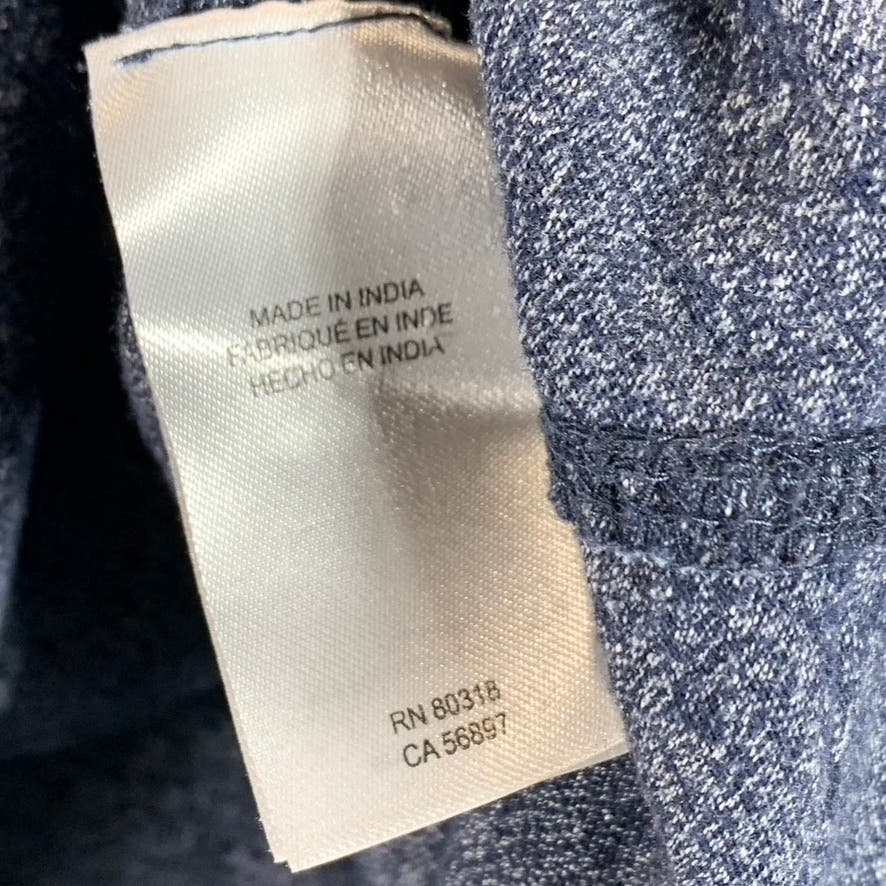 MADE IN INDIA
FABRIQUÉ EN INDE
HECHO EN INDIA
RN 80318
CA 56897